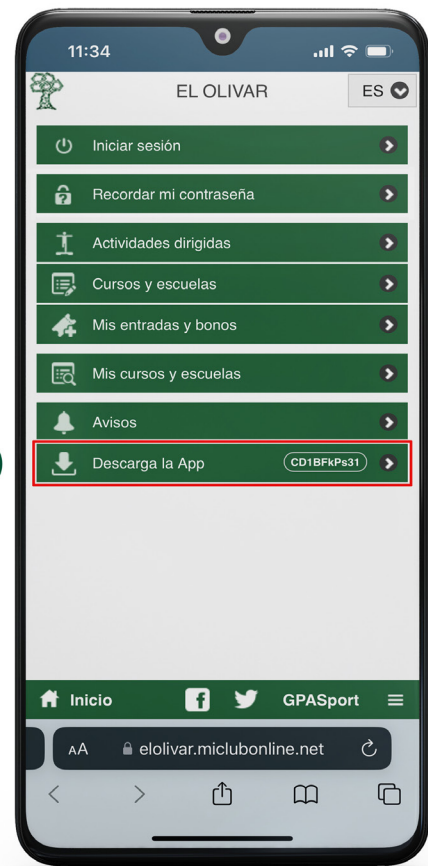 11:34
EL OLIVAR
ES
Iniciar sesión
Recordar mi contraseña
Actividades dirigidas
Cursos y escuelas
Mis entradas y bonos
Mis cursos y escuelas
Avisos
Descarga la App CD1BFkPs31
Inicio GPASport
AA elolivar.miclubonline.net